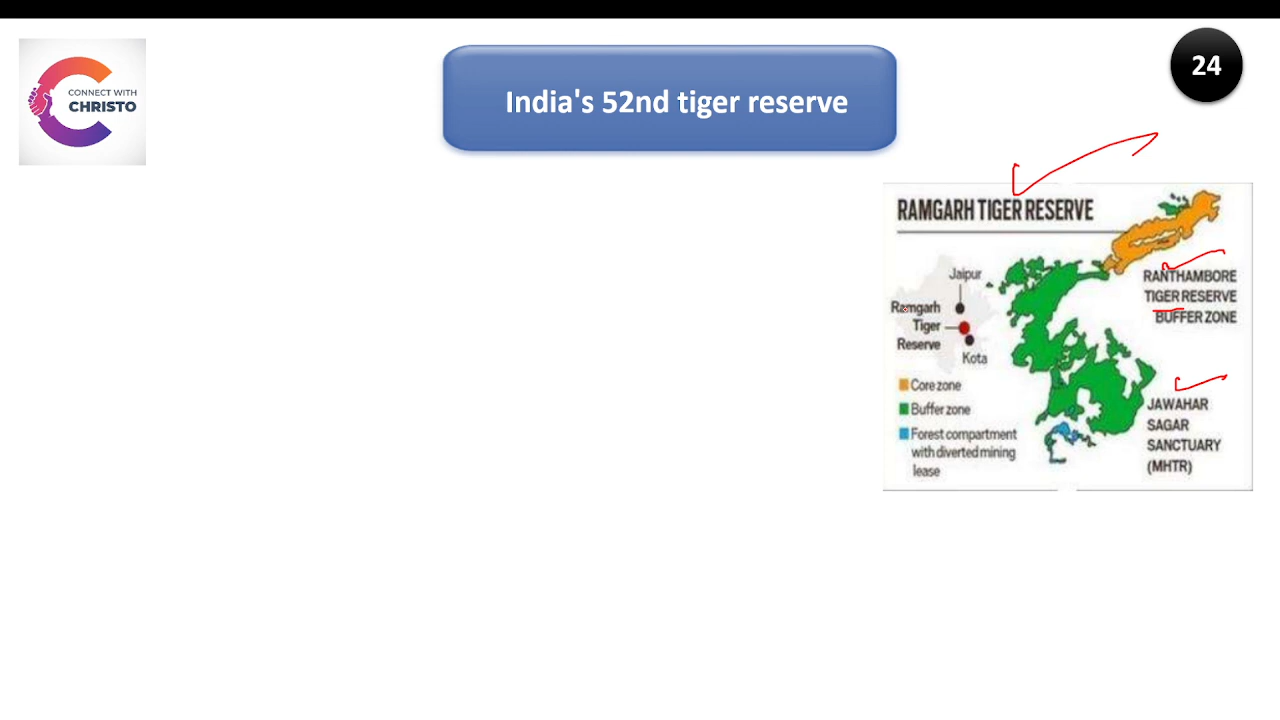 CONNECT WITH
CHRISTO
India's 52nd tiger reserve
24
RAMGARH TIGER RESERVE
Jaipur
Ramgarh
Tiger
Reserve
Kota
Core zone
Buffer zone
Forest compartment
with diverted mining
lease
RANTHAMBORE
TIGER RESERVE
BUFFER ZONE
JAWAHAR
SAGAR
SANCTUARY
(MHTR)